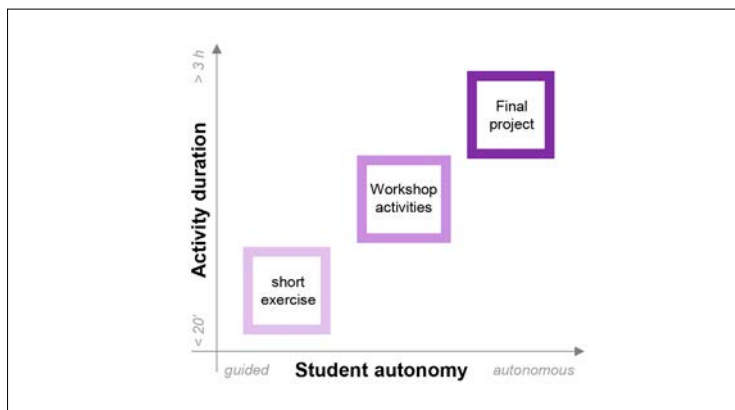 > 3 h
Final
project
Activity duration
Workshop
activities
short
exercise
< 20'
guided
Student autonomy
autonomous